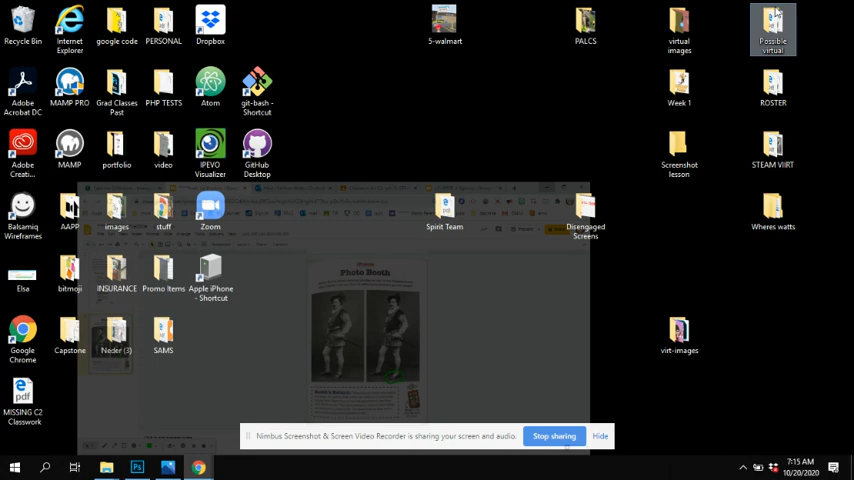 Recycle Bin
Internet
Explorer
google code
PERSONAL
Dropbox
5-walmart
PALCS
virtual
images
Possible
virtual
Adobe
Acrobat DC
MAMP PRO
Grad Classes
Past
PHP TESTS
Atom
git-bash -
Shortcut
Week 1
ROSTER
Adobe
Creati...
MAMP
portfolio
video
IPEVO
Visualizer
GitHub
Desktop
Screenshot
lesson
STEAM VIIRT
Balsamiq
Wireframes
AAPP
images
stuff
Zoom
Spirit Team
Disengaged
Screens
Wheres watts
Elsa
bitmoji
INSURANCE
Promo Items
Apple iPhone
- Shortcut
Photo Booth
Google
Chrome
Capstone
Neder (3)
SAMS
virt-images
MISSING C2
Classwork
Nimbus Screenshot & Screen Video Recorder is sharing your screen and audio.
Stop sharing
Hide
7:15 AM
10/20/2020